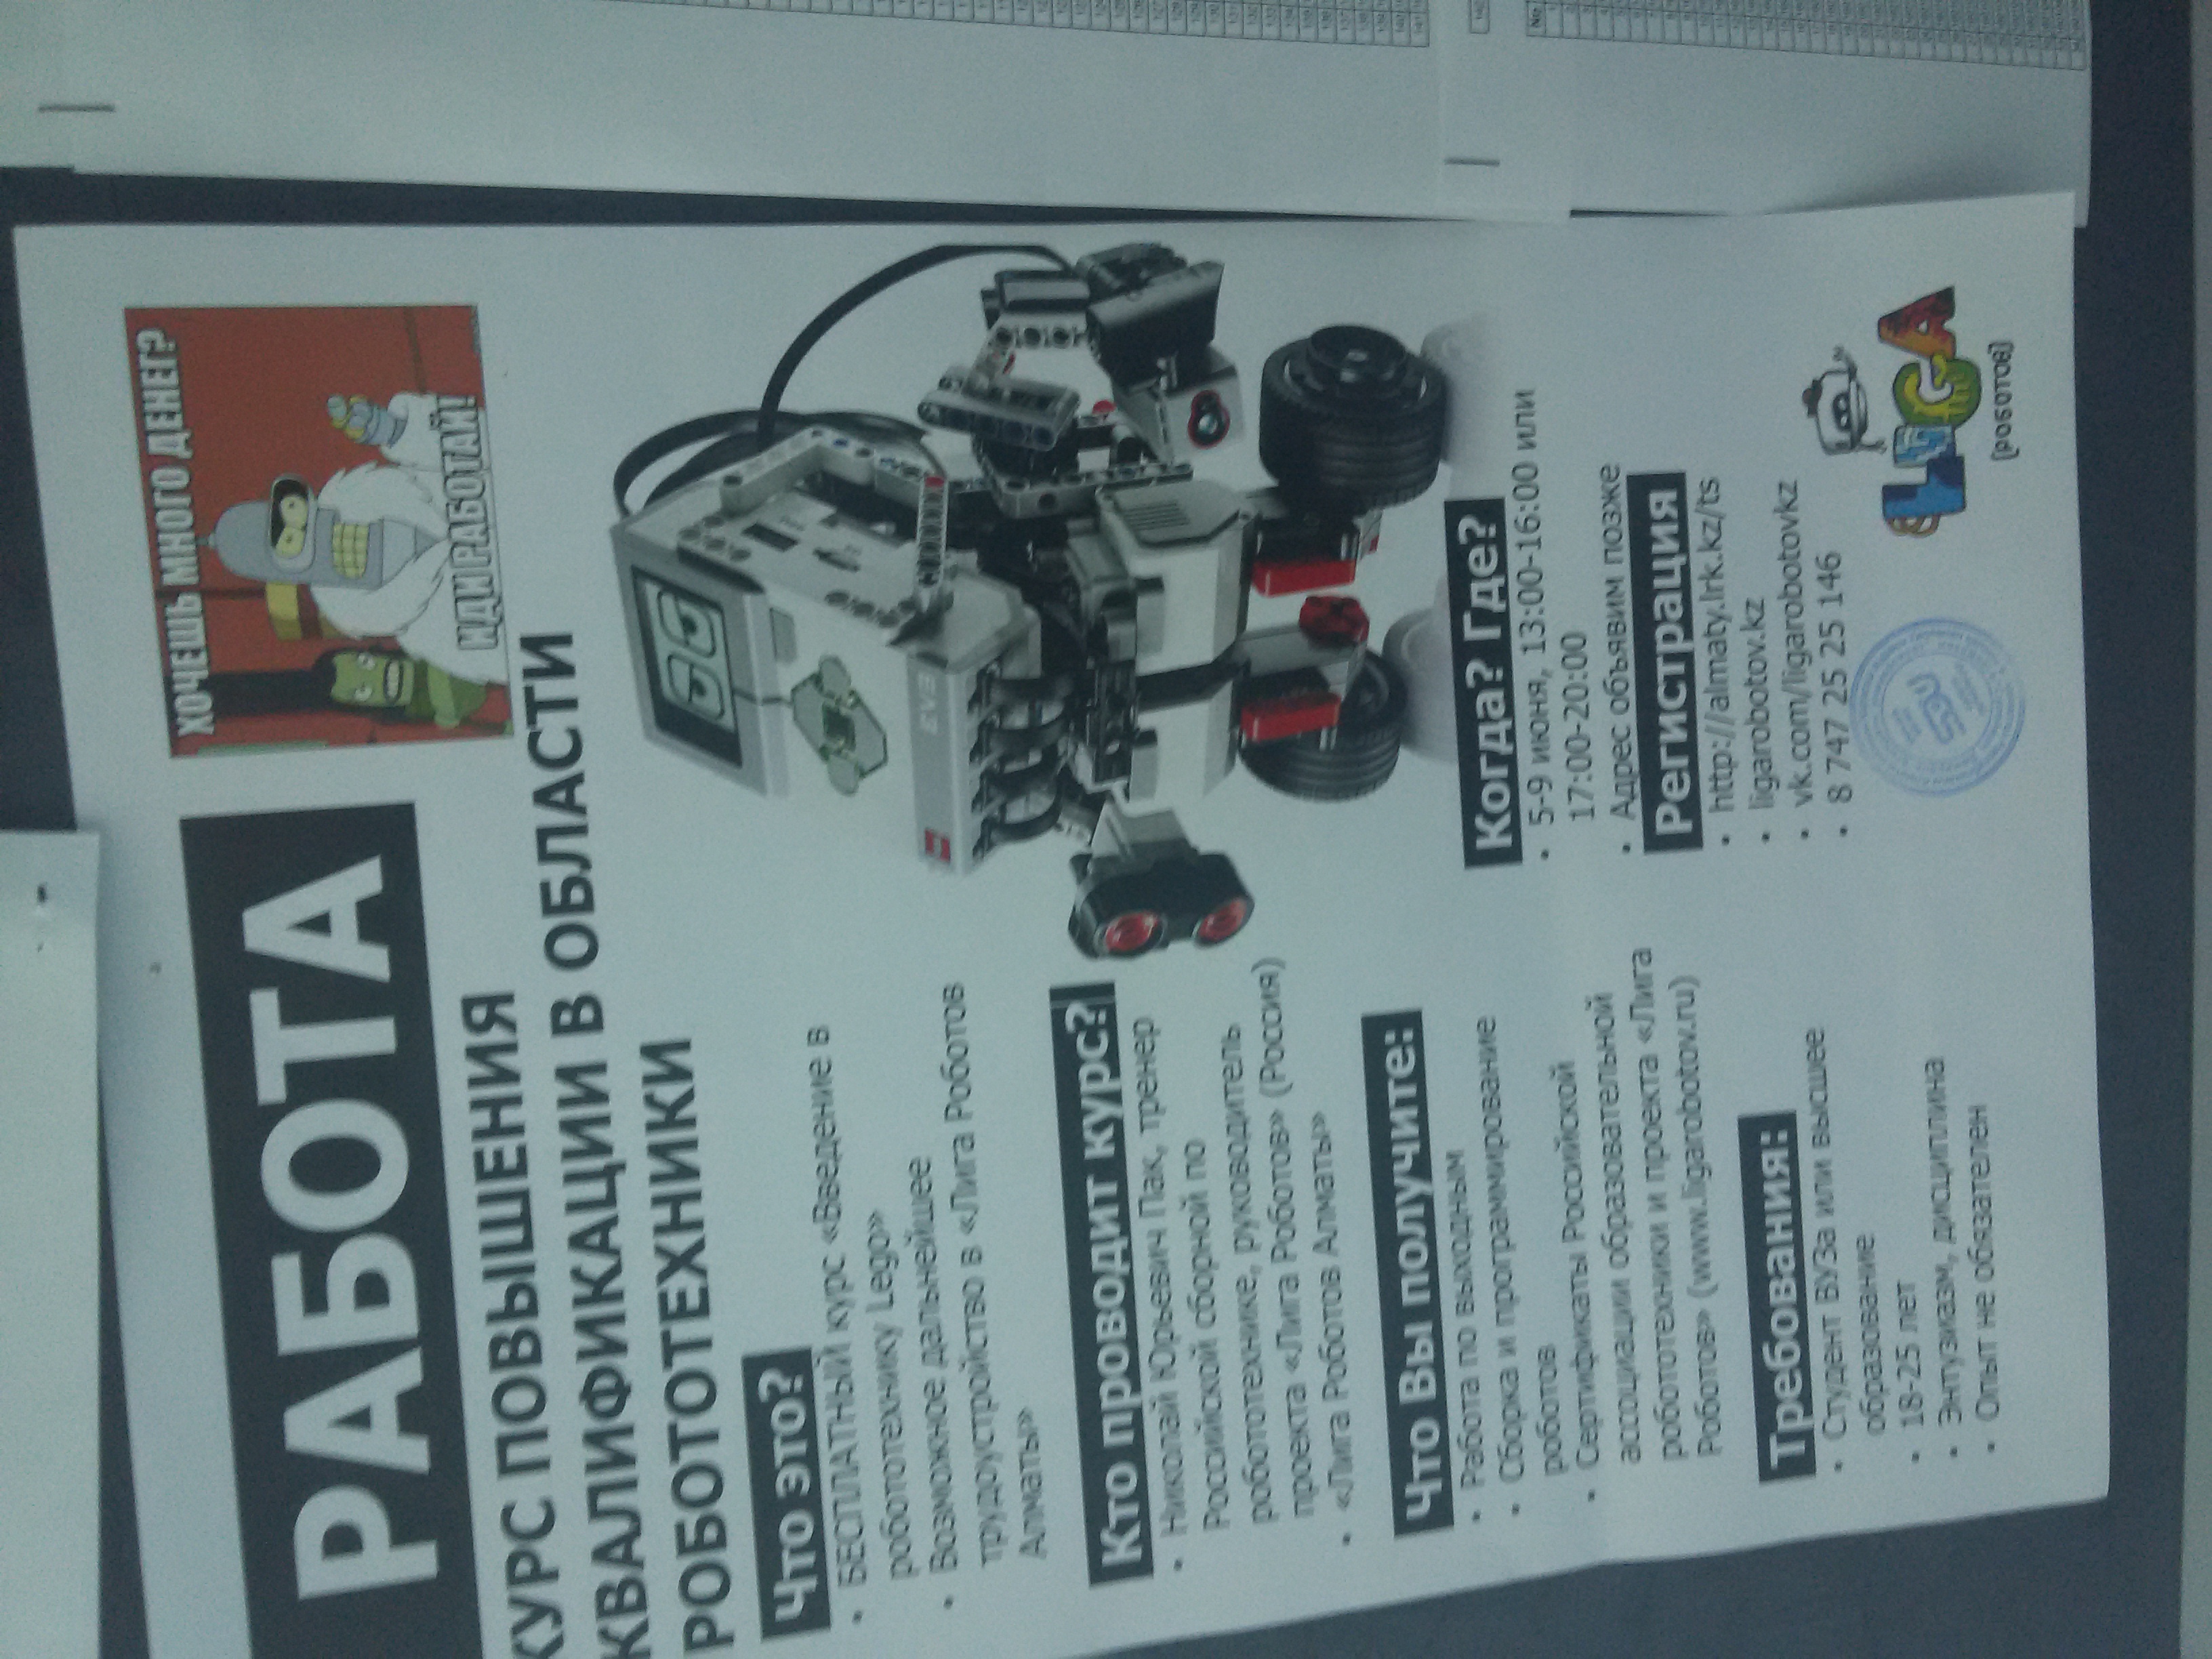 РАБОТА
ХОЧЕШЬ МНОГО ДЕНЕГ?
ИДИ РАБОТАЙ!
КУРС ПОВЫШЕНИЯ
КВАЛИФИКАЦИИ В ОБЛАСТИ
РОБОТОТЕХНИКИ
Что это?
• БЕСПЛАТНЫЙ курс «Введение в
робототехнику Lego»
• Возможное дальнейшее
трудоустройство в «Лига Роботов
Алматы»
Кто проводит курс?
• Николай Юрьевич Пак, тренер
Российской сборной по
робототехнике, руководитель
проекта «Лига Роботов» (Россия)
• «Лига Роботов Алматы»
Что Вы получите:
• Работа по выходным
• Сборка и программирование
роботов
• Сертификаты Российской
ассоциации образовательной
робототехники и проекта «Лига
Роботов» (www.ligarobotov.ru)
Требования:
• Студент ВУЗа или высшее
образование
• 18-25 лет
• Энтузиазм, дисциплина
• Опыт не обязателен
EV3
Когда? Где?
• 5-9 июня, 13:00-16:00 или
17:00-20:00
• Адрес объявим позже
Регистрация
• http://almaty.lrk.kz/ts
• ligarobotov.kz
• vk.com/ligarobotovkz
• 8 747 25 25 146
SDU
LIGA
[РОБОТОВ]
No